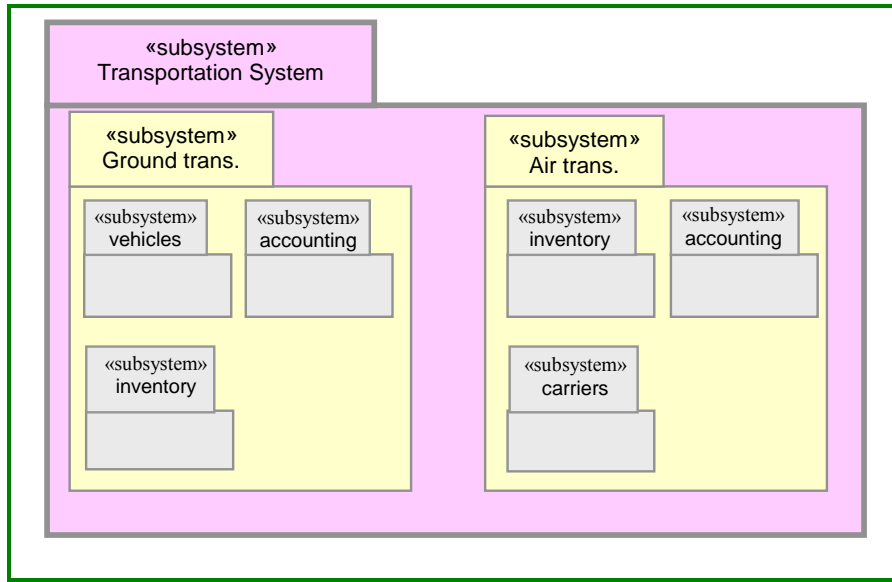 «subsystem»
Transportation System
«subsystem»
Ground trans.
«subsystem»
vehicles
«subsystem»
accounting
«subsystem»
inventory
«subsystem»
Air trans.
«subsystem»
inventory
«subsystem»
accounting
«subsystem»
carriers